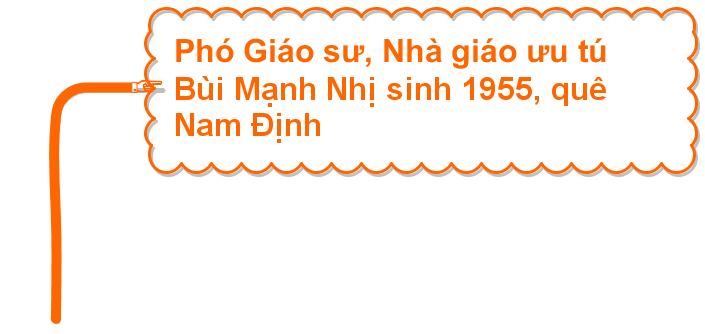 Phó Giáo sư, Nhà giáo ưu tú
Bùi Mạnh Nhị sinh 1955, quê
Nam Định